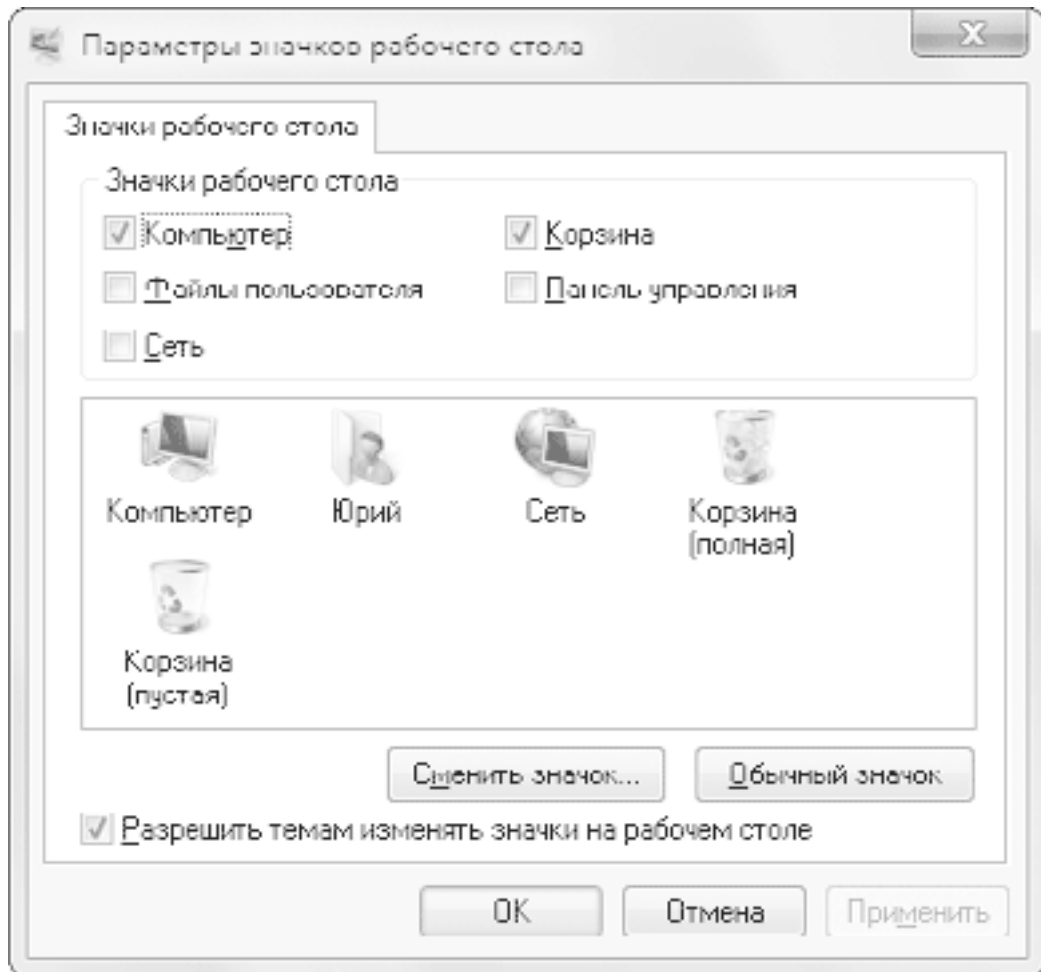 Параметры значков рабочего стола
Значки рабочего стола
Значки рабочего стола
Компьютер
Корзина
Файлы пользователя
Панель управления
Сеть
Компьютер
Юрий
Сеть
Корзина
(полная)
Корзина
(пустая)
Сменить значок...
Обычный значок
Разрешить темам изменять значки на рабочем столе
OK
Отмена
Применить